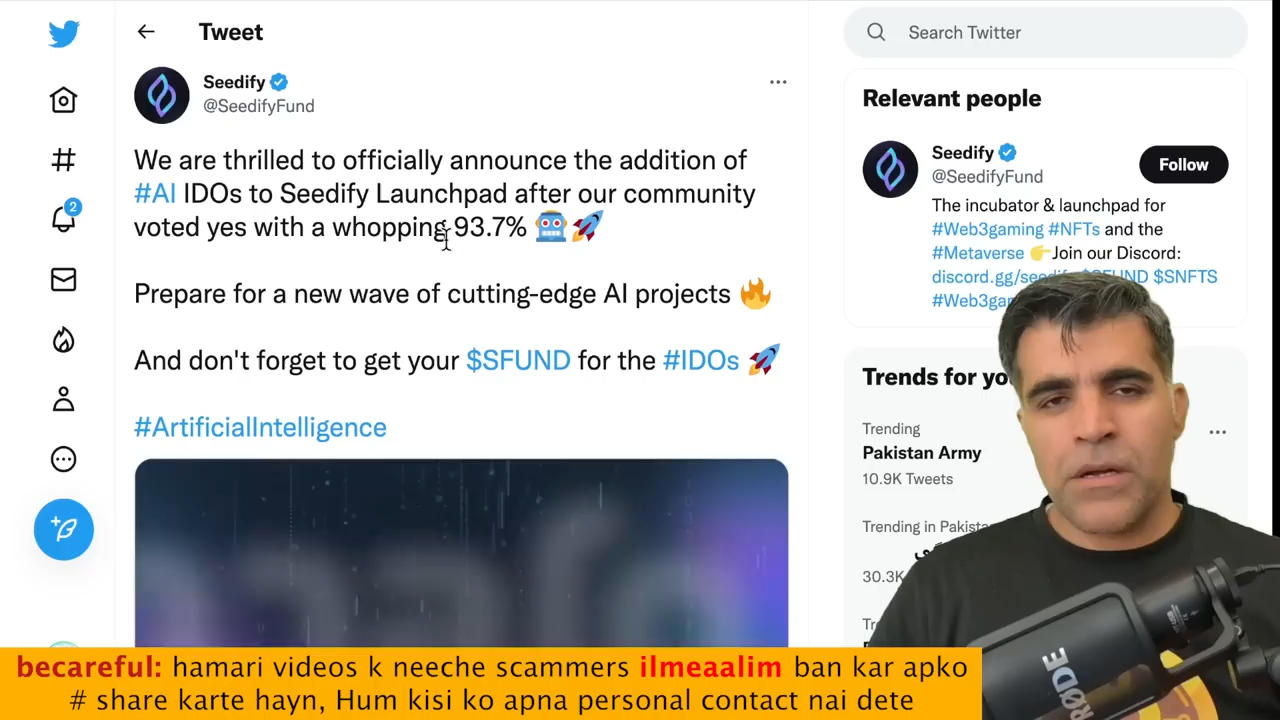 Tweet
Search Twitter
Seedify
@SeedifyFund
We are thrilled to officially announce the addition of
#AI IDOs to Seedify Launchpad after our community
voted yes with a whopping 93.7% 🤖🚀
Prepare for a new wave of cutting-edge AI projects 🔥
And don't forget to get your $SFUND for the #IDOs 🚀
#ArtificialIntelligence
2
Relevant people
Seedify
@SeedifyFund
Follow
The incubator & launchpad for
#Web3gaming #NFTs and the
#Metaverse 👉Join our Discord:
$SNFTS
Trends for
Trending
Pakistan Army
10.9K Tweets
Trending in
30.3K
RØDE
becareful: hamari videos k neeche scammers ilmeaalim ban kar apko
# share karte hayn, Hum kisi ko apna personal contact nai dete